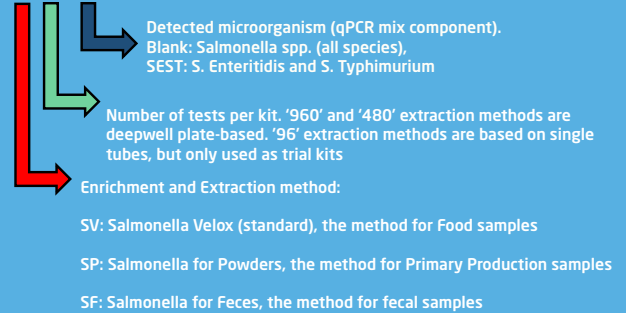 Detected microorganism (qPCR mix component).
Blank: Salmonella spp. (all species),
SEST: S. Enteritidis and S. Typhimurium
Number of tests per kit. '960' and '480' extraction methods are
deepwell plate-based. '96' extraction methods are based on single
tubes, but only used as trial kits
Enrichment and Extraction method:
SV: Salmonella Velox (standard), the method for Food samples
SP: Salmonella for Powders, the method for Primary Production samples
SF: Salmonella for Feces, the method for fecal samples